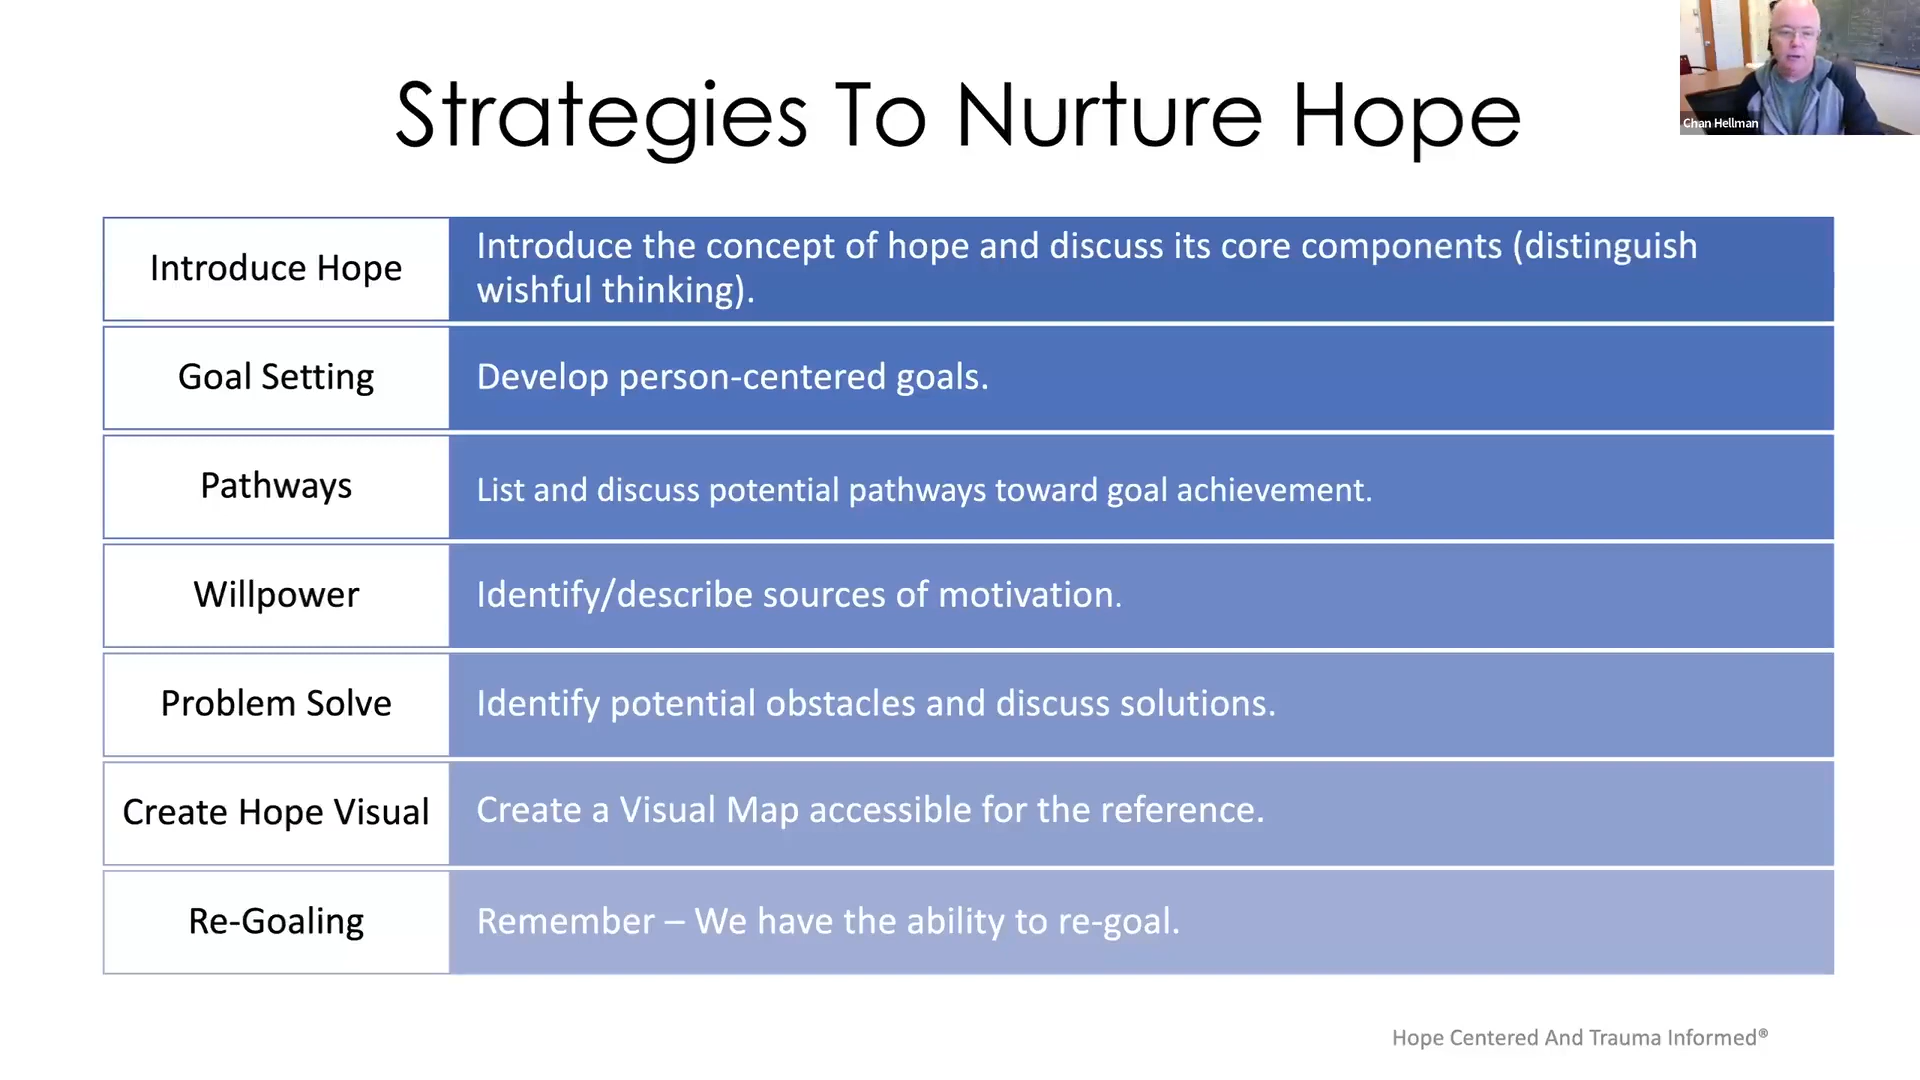 Chan Hellman
Strategies To Nurture Hope
Introduce Hope
Introduce the concept of hope and discuss its core components (distinguish
wishful thinking).
Goal Setting
Develop person-centered goals.
Pathways
List and discuss potential pathways toward goal achievement.
Willpower
Identify/describe sources of motivation.
Problem Solve
Identify potential obstacles and discuss solutions.
Create Hope Visual
Create a Visual Map accessible for the reference.
Re-Goaling
Remember – We have the ability to re-goal.
Hope Centered And Trauma Informed®